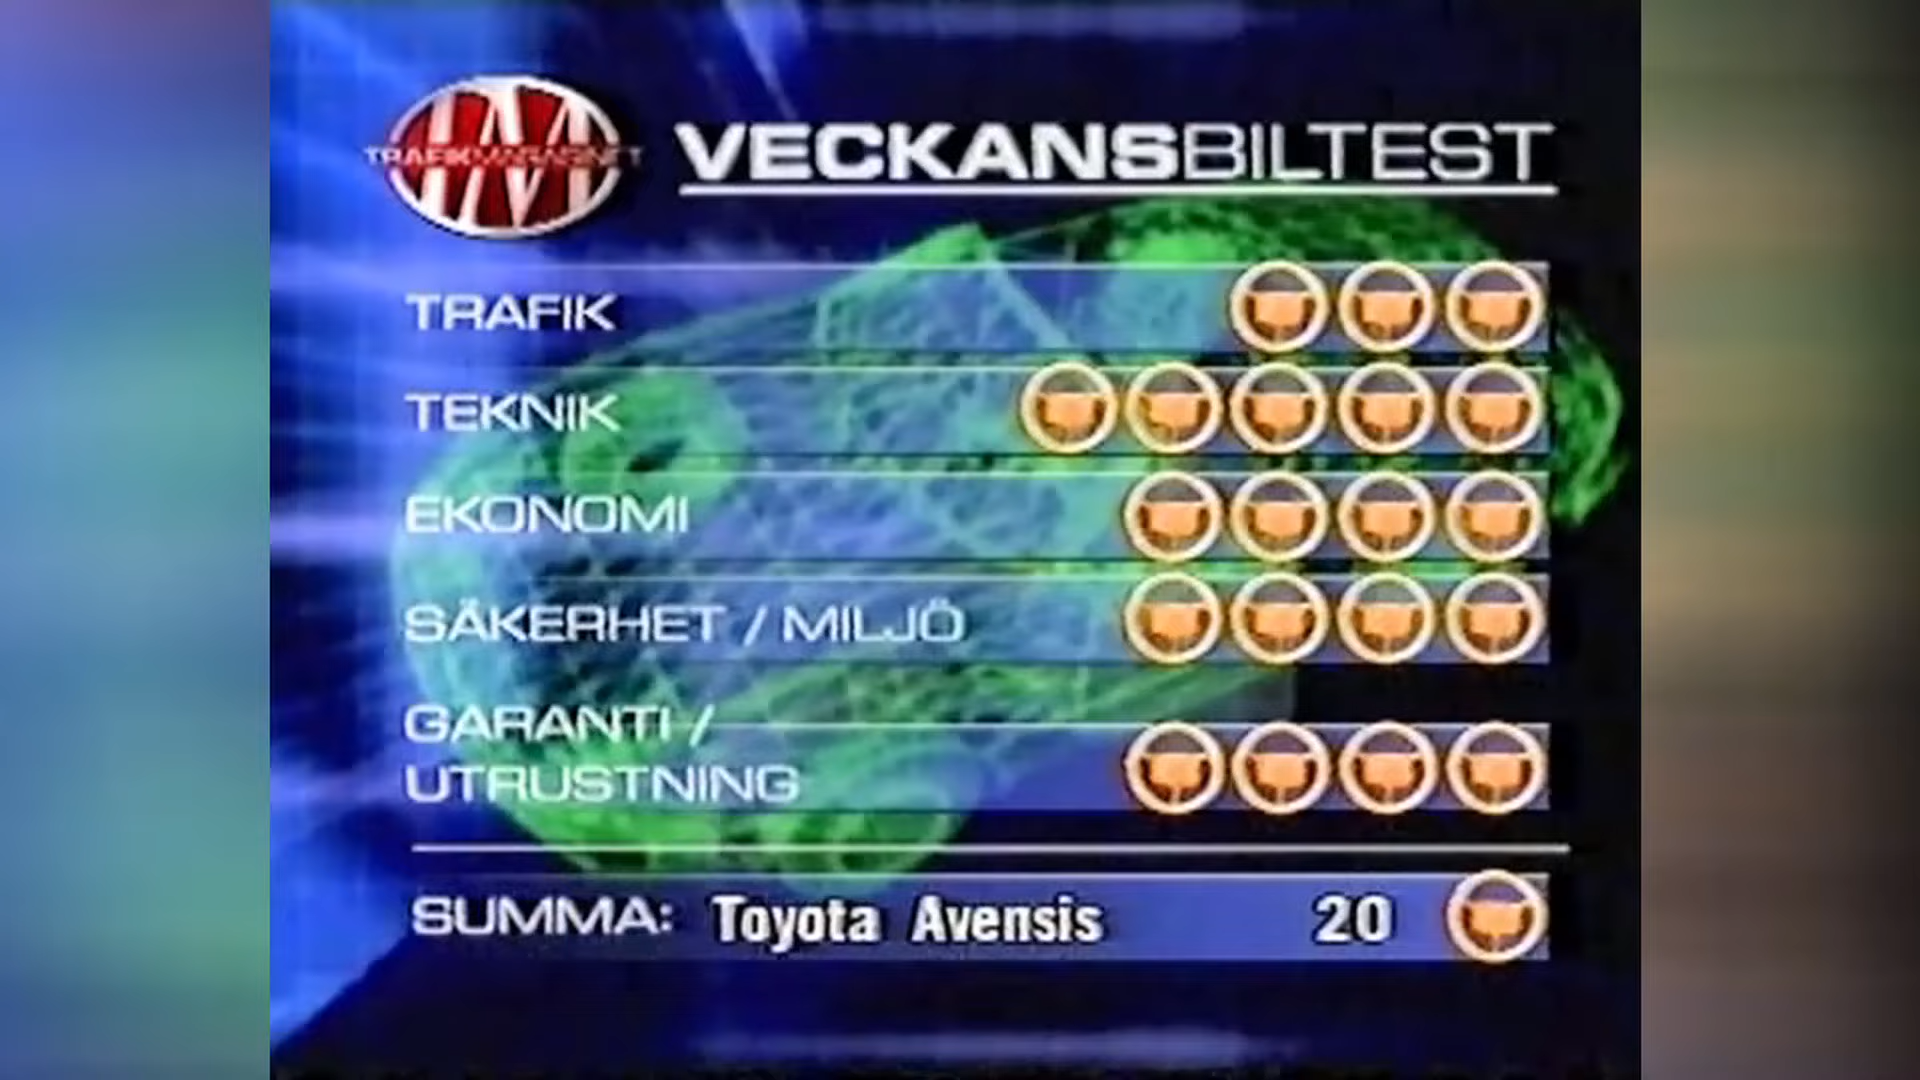 TRAFIKMAGASINET
VECKANSBILTEST
TRAFIK
TEKNIK
EKONOMI
SÄKERHET / MILJÖ
GARANTI /
UTRUSTNING
SUMMA: Toyota Avensis 20